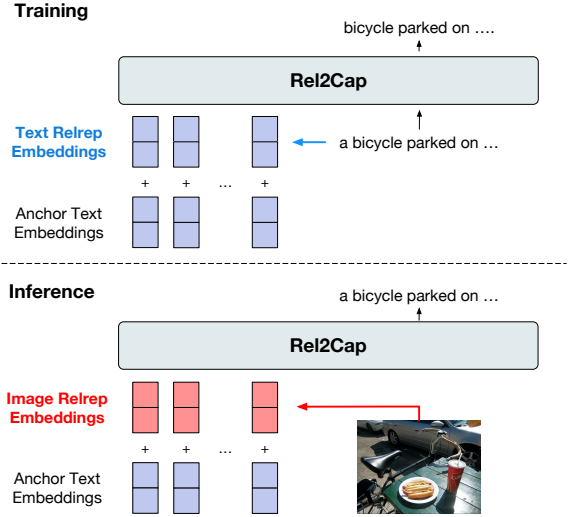 Training
bicycle parked on ….
Rel2Cap
Text Relrep
Embeddings
a bicycle parked on …
+ + … +
Anchor Text
Embeddings
Inference
a bicycle parked on …
Rel2Cap
Image Relrep
Embeddings
+ + … +
Anchor Text
Embeddings